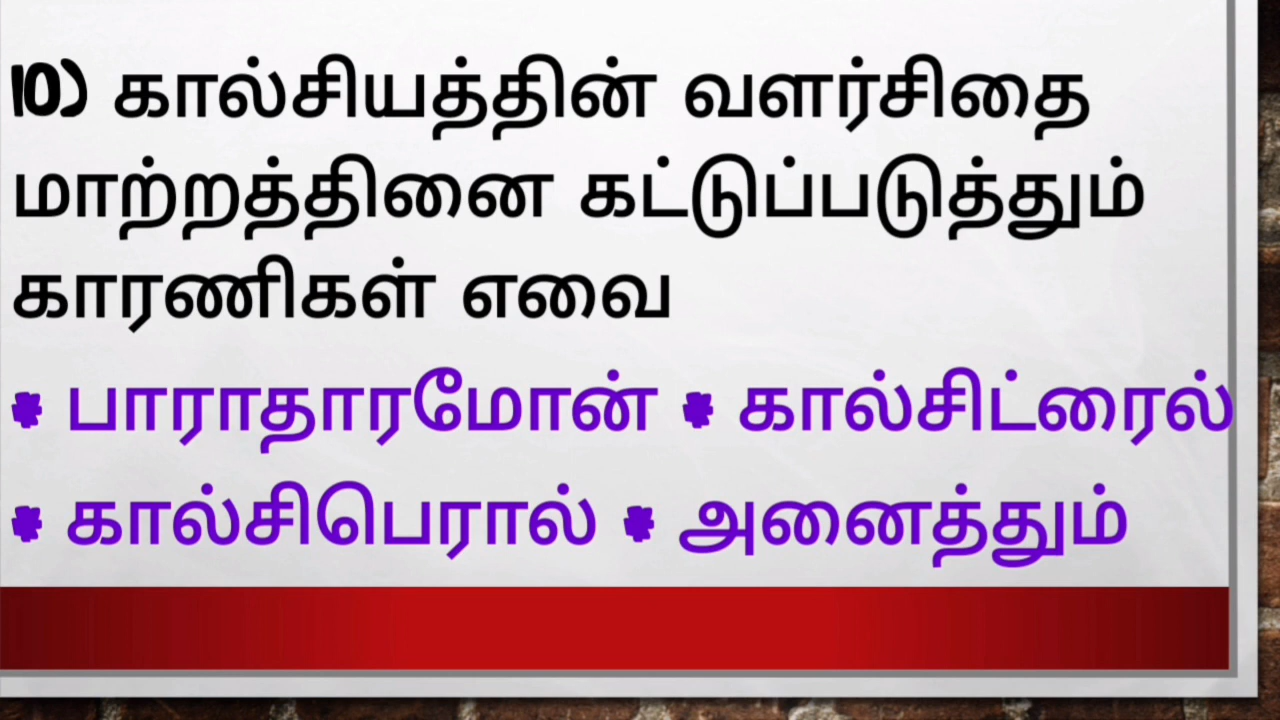 10) கால்சியத்தின் வளர்சிதை
மாற்றத்தினை கட்டுப்படுத்தும்
காரணிகள் எவை
* பாராதாரமோன் * கால்சிட்ரைல்
* கால்சிபெரால் * அனைத்தும்